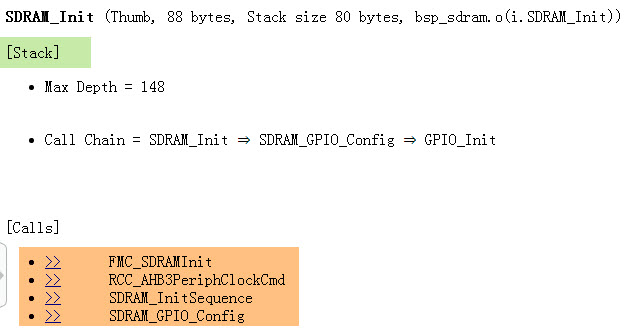 SDRAM_Init (Thumb, 88 bytes, Stack size 80 bytes, bsp_sdram.o(i.SDRAM_Init))
[Stack]
• Max Depth = 148
• Call Chain = SDRAM_Init ⇒ SDRAM_GPIO_Config ⇒ GPIO_Init
[Calls]
• >> FMC_SDRAMInit
• >> RCC_AHB3PeriphClockCmd
• >> SDRAM_InitSequence
• >> SDRAM_GPIO_Config